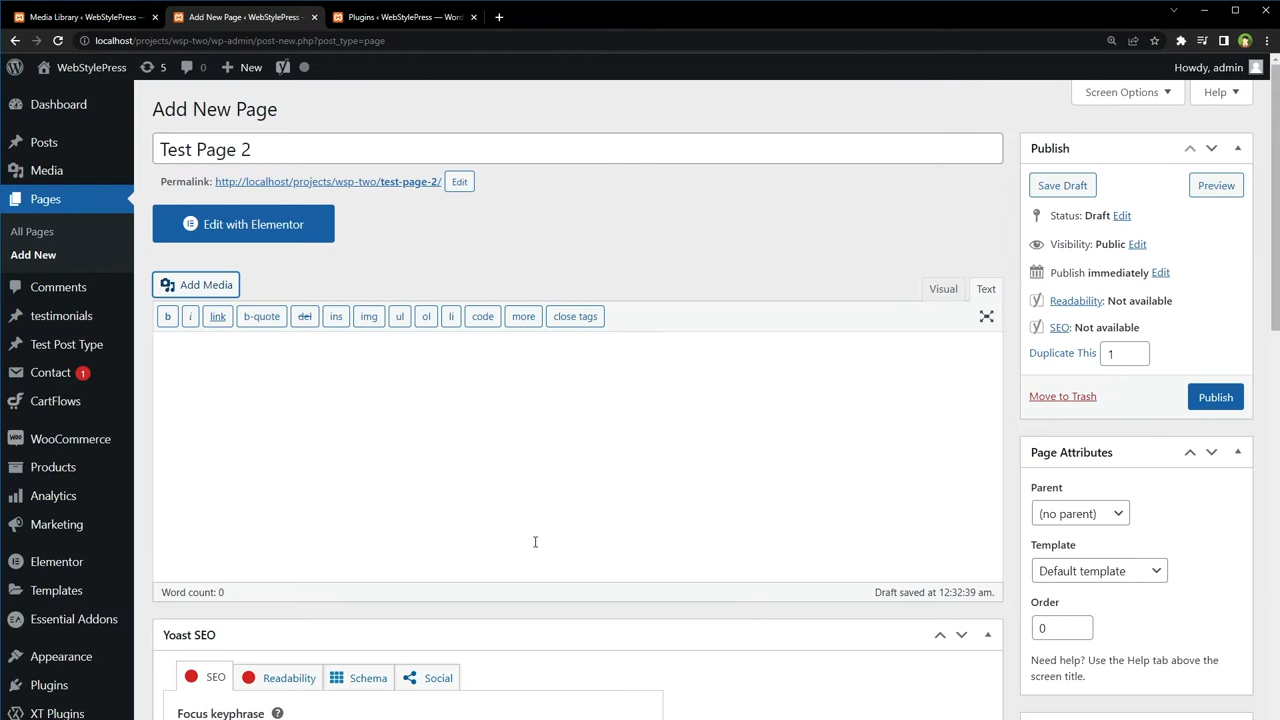 Media Library ‹ WebStylePress —
Add New Page ‹ WebStylePress —
Plugins ‹ WebStylePress — Word
localhost/projects/wsp-two/wp-admin/post-new.php?post_type=page
WebStylePress
5
0
New
Howdy, admin
Dashboard
Posts
Media
Pages
All Pages
Add New
Comments
testimonials
Test Post Type
Contact 1
CartFlows
WooCommerce
Products
Analytics
Marketing
Elementor
Templates
Essential Addons
Appearance
Plugins
XT Plugins
Screen Options
Help
Add New Page
Test Page 2
Permalink: http://localhost/projects/wsp-two/test-page-2/ Edit
Edit with Elementor
Add Media
Visual
Text
b
i
link
b-quote
del
ins
img
ul
ol
li
code
more
close tags
Word count: 0
Draft saved at 12:32:39 am.
Yoast SEO
SEO
Readability
Schema
Social
Focus keyphrase ?
Publish
Save Draft
Preview
Status: Draft Edit
Visibility: Public Edit
Publish immediately Edit
Readability: Not available
SEO: Not available
Duplicate This 1
Move to Trash
Publish
Page Attributes
Parent
(no parent)
Template
Default template
Order
0
Need help? Use the Help tab above the
screen title.